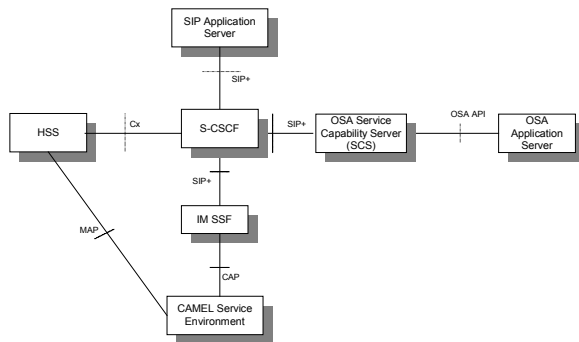 SIP Application
Server
SIP+
HSS
Cx
S-CSCF
SIP+
OSA Service
Capability Server
(SCS)
OSA API
OSA
Application
Server
SIP+
IM SSF
MAP
CAP
CAMEL Service
Environment